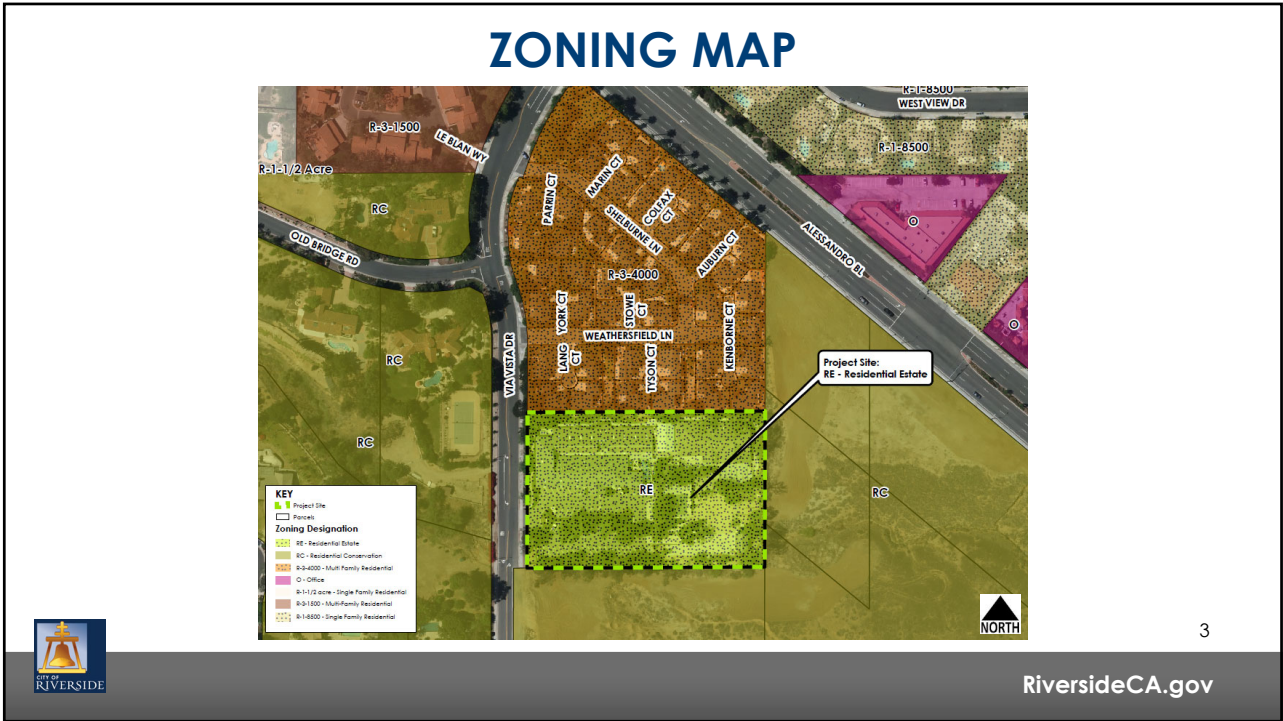 ZONING MAP
R-1-8500
WEST VIEW DR
R-3-1500
LE BLAN WY
R-1-8500
R-1-1/2 Acre
MARIN CT
PARRIN CT
RC
COLFAX
CT
SHELBURNE LN
O
OLD BRIDGE RD
AUBURN CT
ALESSANDRO BL
R-3-4000
YORK CT
STOWE
CT
O
WEATHERSFIELD LN
KENBORNE CT
LANG
CT
TYSON CT
VIA VISTA DR
RC
Project Site:
RE - Residential Estate
RC
RE
RC
KEY
Project Site
Parcels
Zoning Designation
RE - Residential Estate
RC - Residential Conservation
R-3-4000 - Multi Family Residential
O - Office
R-1-1/2 acre - Single Family Residential
R-3-1500 - Multi-Family Residential
R-1-8500 - Single Family Residential
NORTH
3
CITY OF
RIVERSIDE
RiversideCA.gov